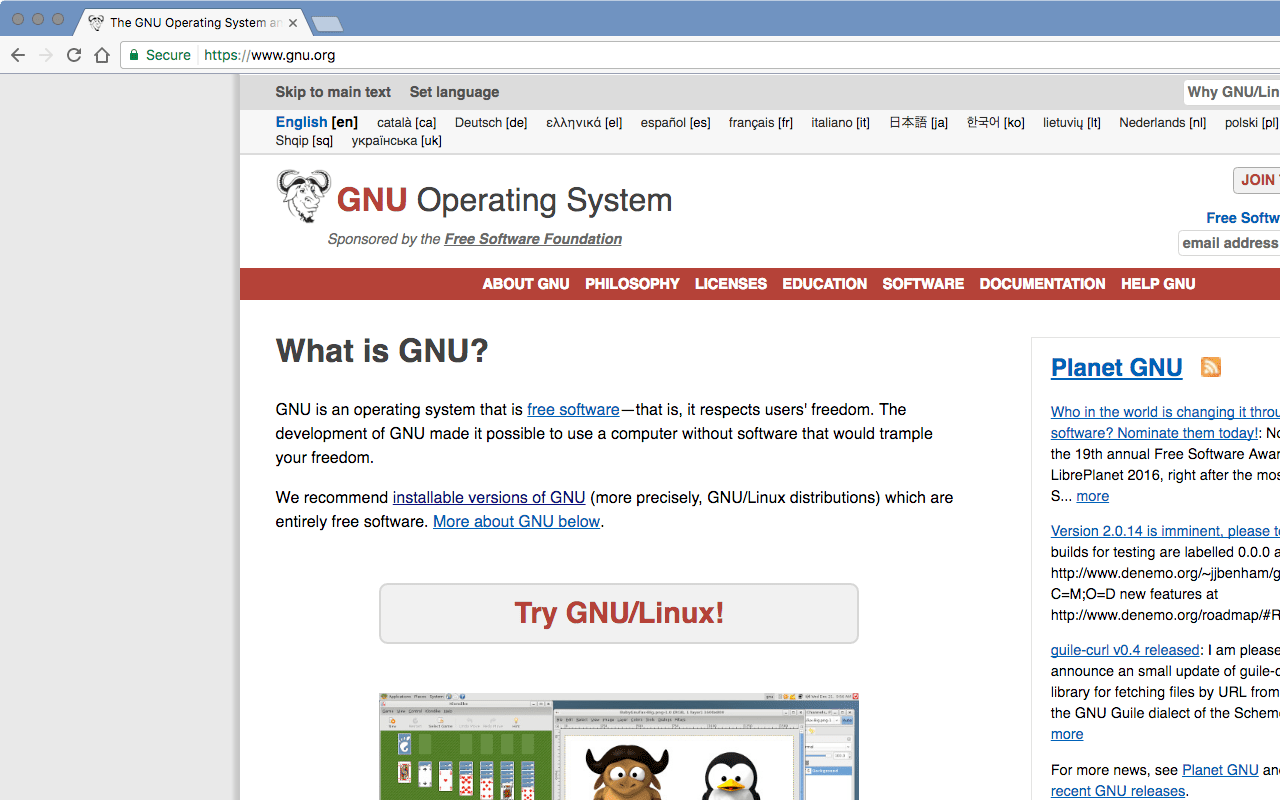 The GNU Operating System an
Secure https://www.gnu.org
Skip to main text Set language Why GNU/Lin
English [en] català [ca] Deutsch [de] ελληνικά [el] español [es] français [fr] italiano [it] 日本語 [ja] 한국어 [ko] lietuvių [lt] Nederlands [nl] polski [pl]
Shqip [sq] українська [uk]
GNU Operating System
JOIN
Sponsored by the Free Software Foundation
Free Softw
email address
ABOUT GNU PHILOSOPHY LICENSES EDUCATION SOFTWARE DOCUMENTATION HELP GNU
What is GNU?
GNU is an operating system that is free software—that is, it respects users' freedom. The
development of GNU made it possible to use a computer without software that would trample
your freedom.
We recommend installable versions of GNU (more precisely, GNU/Linux distributions) which are
entirely free software. More about GNU below.
Try GNU/Linux!
Planet GNU
Who in the world is changing it throu
software? Nominate them today!: No
the 19th annual Free Software Awar
LibrePlanet 2016, right after the mos
S... more
Version 2.0.14 is imminent, please te
builds for testing are labelled 0.0.0 a
http://www.denemo.org/~jjbenham/g
C=M;O=D new features at
http://www.denemo.org/roadmap/#R
guile-curl v0.4 released: I am please
announce an small update of guile-c
library for fetching files by URL from
the GNU Guile dialect of the Scheme
more
For more news, see Planet GNU and
recent GNU releases.